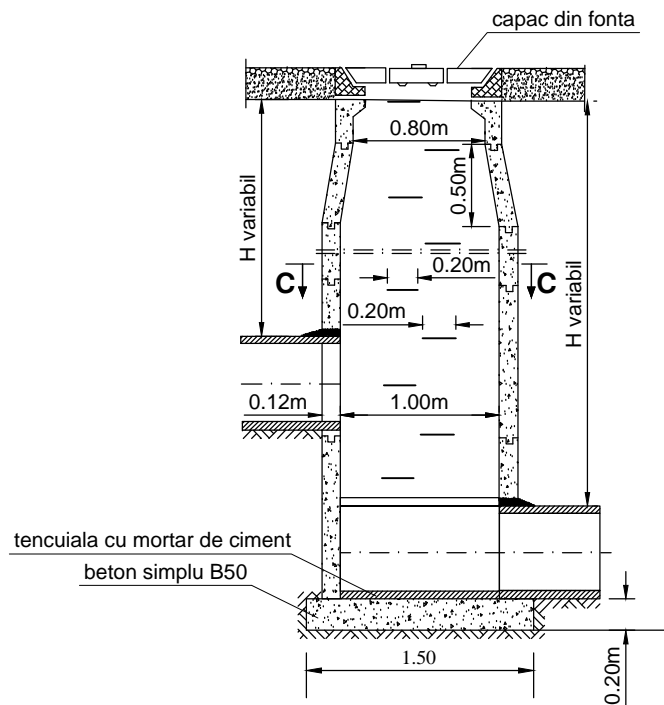 capac din fonta
0.80m
0.50m
H variabil
H variabil
C
C
0.20m
0.20m
0.12m
1.00m
tencuiala cu mortar de ciment
beton simplu B50
1.50
0.20m